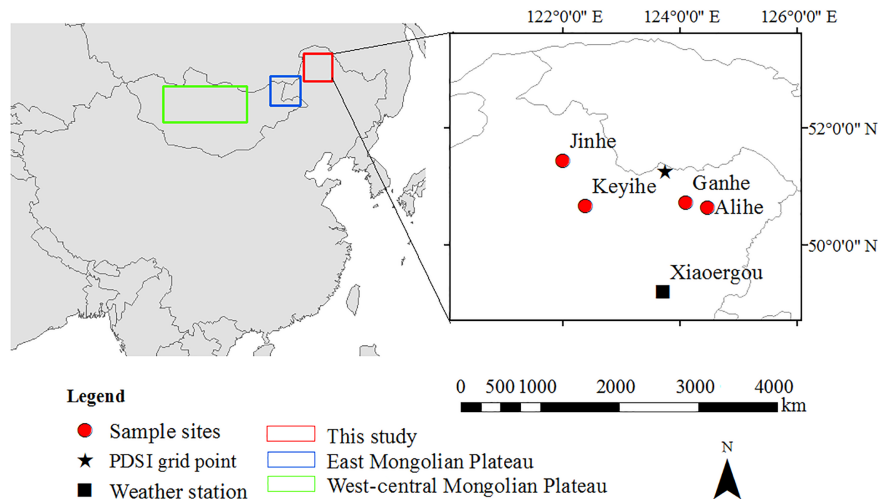 122°0'0" E 124°0'0" E 126°0'0" E
52°0'0" N
Jinhe
Keyihe
Ganhe
Alihe
50°0'0" N
Xiaoergou
Legend
Sample sites
PDSI grid point
Weather station
This study
East Mongolian Plateau
West-central Mongolian Plateau
0 500 1000 2000 3000 4000
km
N